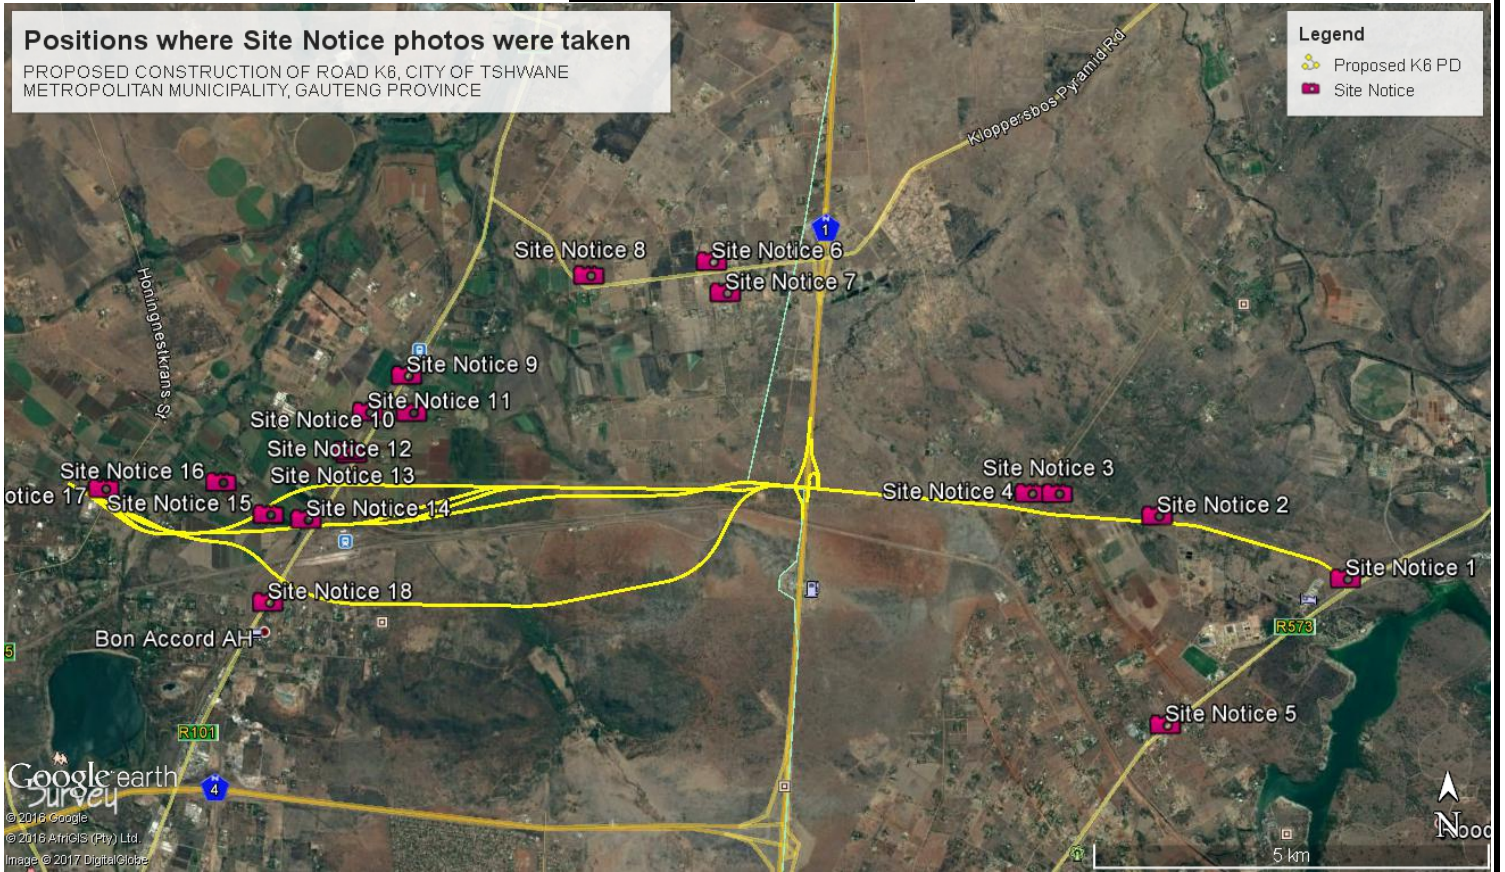 Positions where Site Notice photos were taken
PROPOSED CONSTRUCTION OF ROAD K6, CITY OF TSHWANE
METROPOLITAN MUNICIPALITY, GAUTENG PROVINCE
Legend
Proposed K6 PD
Site Notice
Kloppersbos Pyramid Rd
N
1
Site Notice 8
Site Notice 6
Site Notice 7
Honingnestkrans St
Site Notice 9
Site Notice 11
Site Notice 10
Site Notice 12
Site Notice 13
Site Notice 16
otice 17
Site Notice 15
Site Notice 14
Site Notice 3
Site Notice 4
Site Notice 2
Site Notice 1
Site Notice 18
R573
Bon Accord AH
5
Site Notice 5
R101
N
4
Google earth
Survey
© 2016 Google
© 2016 AfriGIS (Pty) Ltd.
Image © 2017 DigitalGlobe
N
5 km